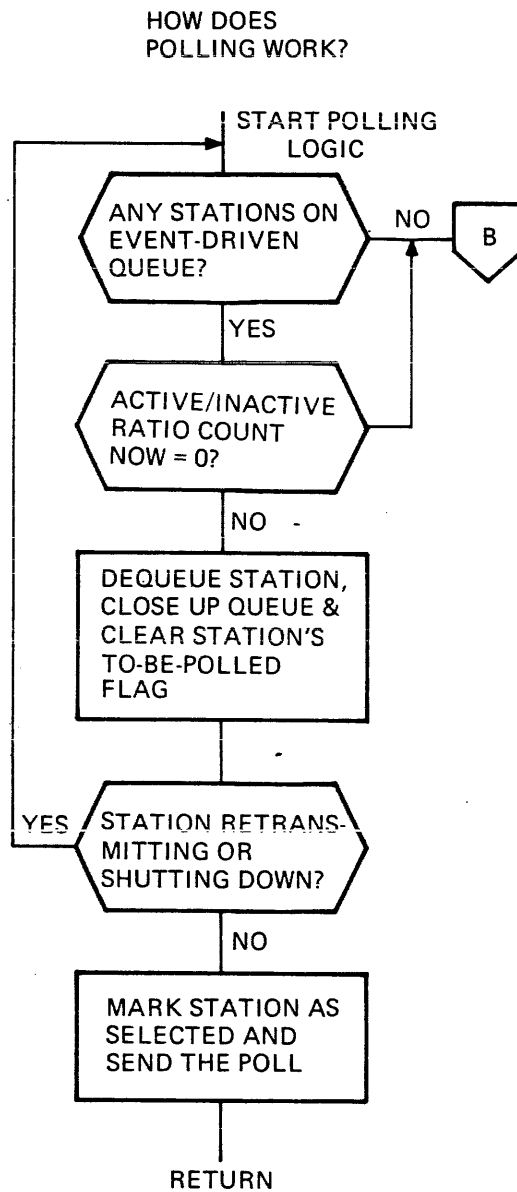 HOW DOES
POLLING WORK?
START POLLING
LOGIC
ANY STATIONS ON
EVENT-DRIVEN
QUEUE?
NO
B
YES
ACTIVE/INACTIVE
RATIO COUNT
NOW = 0?
NO
DEQUEUE STATION,
CLOSE UP QUEUE &
CLEAR STATION'S
TO-BE-POLLED
FLAG
YES
STATION RETRANS-
MITTING OR
SHUTTING DOWN?
NO
MARK STATION AS
SELECTED AND
SEND THE POLL
RETURN